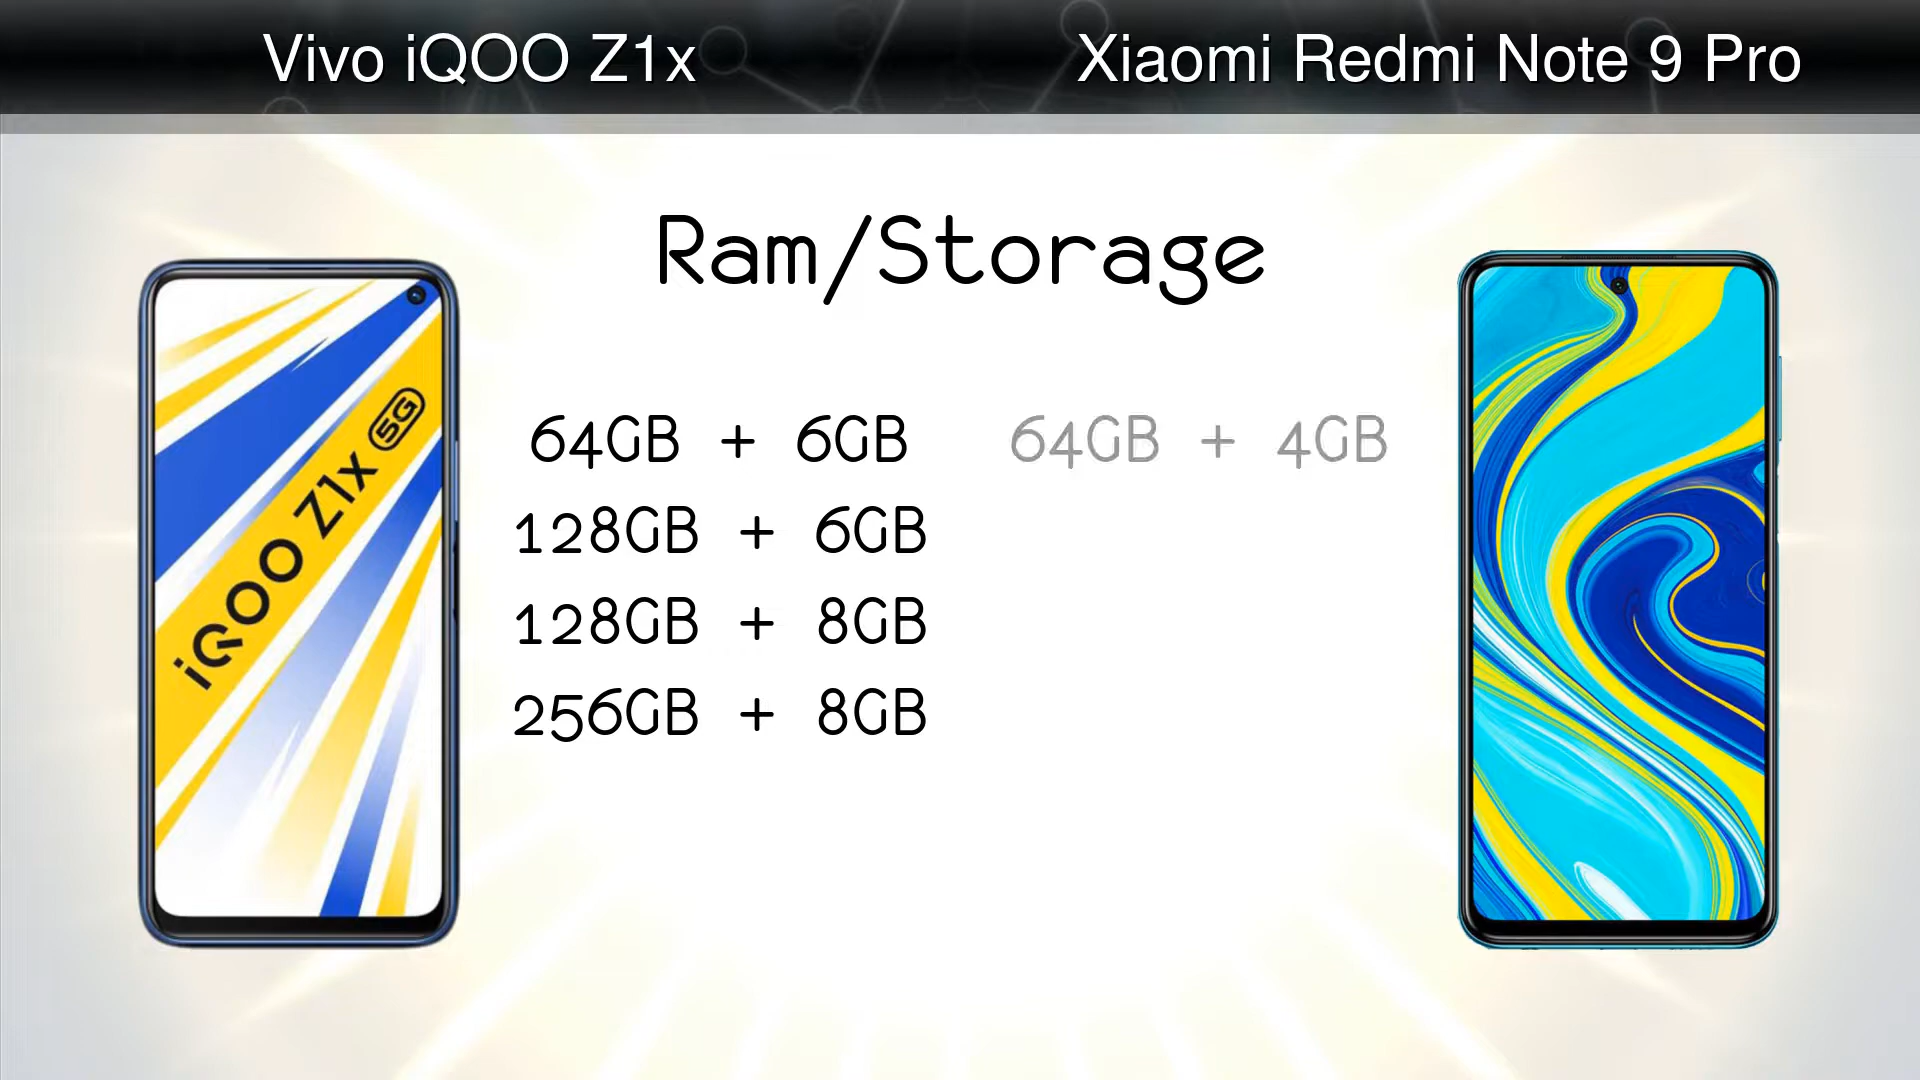 Vivo iQOO Z1x
Xiaomi Redmi Note 9 Pro
Ram/Storage
64GB + 6GB
128GB + 6GB
128GB + 8GB
256GB + 8GB
64GB + 4GB
iQOO Z1x 5G